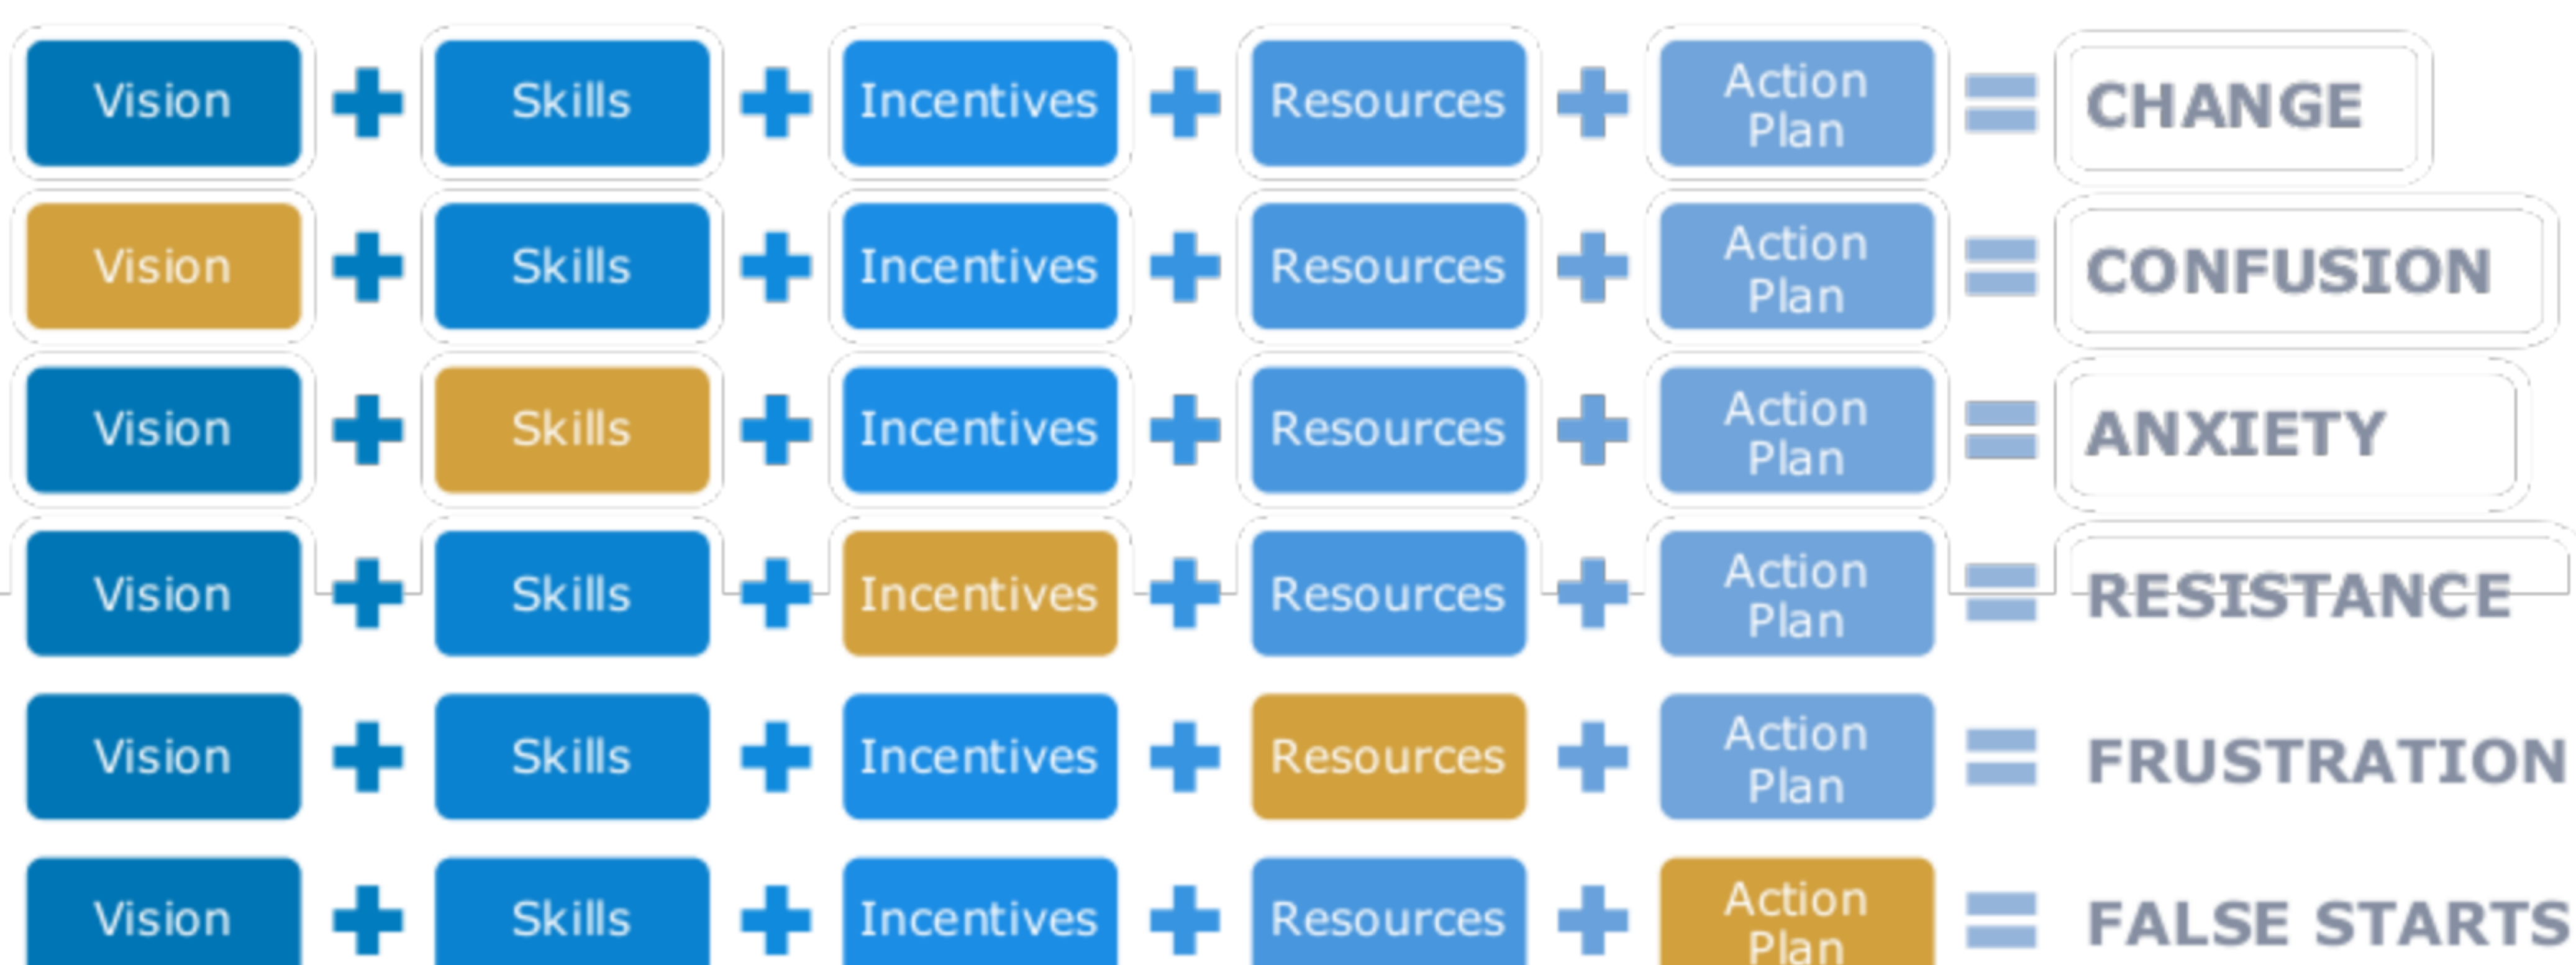 Vision Skills Incentives Resources Action Plan CHANGE
Vision Skills Incentives Resources Action Plan CONFUSION
Vision Skills Incentives Resources Action Plan ANXIETY
Vision Skills Incentives Resources Action Plan RESISTANCE
Vision Skills Incentives Resources Action Plan FRUSTRATION
Vision Skills Incentives Resources Action Plan FALSE STARTS